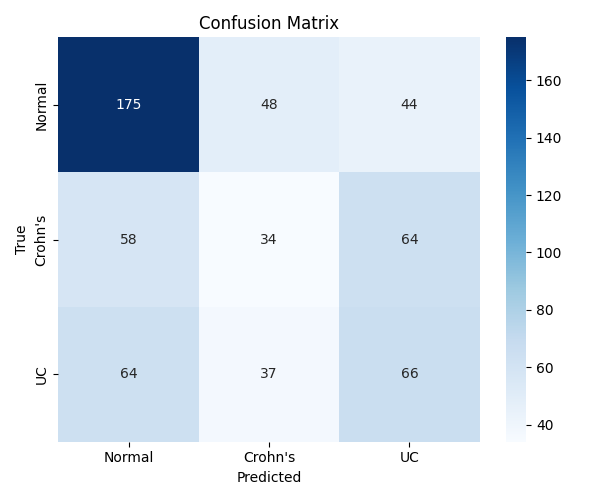 Confusion Matrix
True
Normal
Crohn's
UC
175 48 44
58 34 64
64 37 66
Normal Crohn's UC
Predicted
160
140
120
100
80
60
40